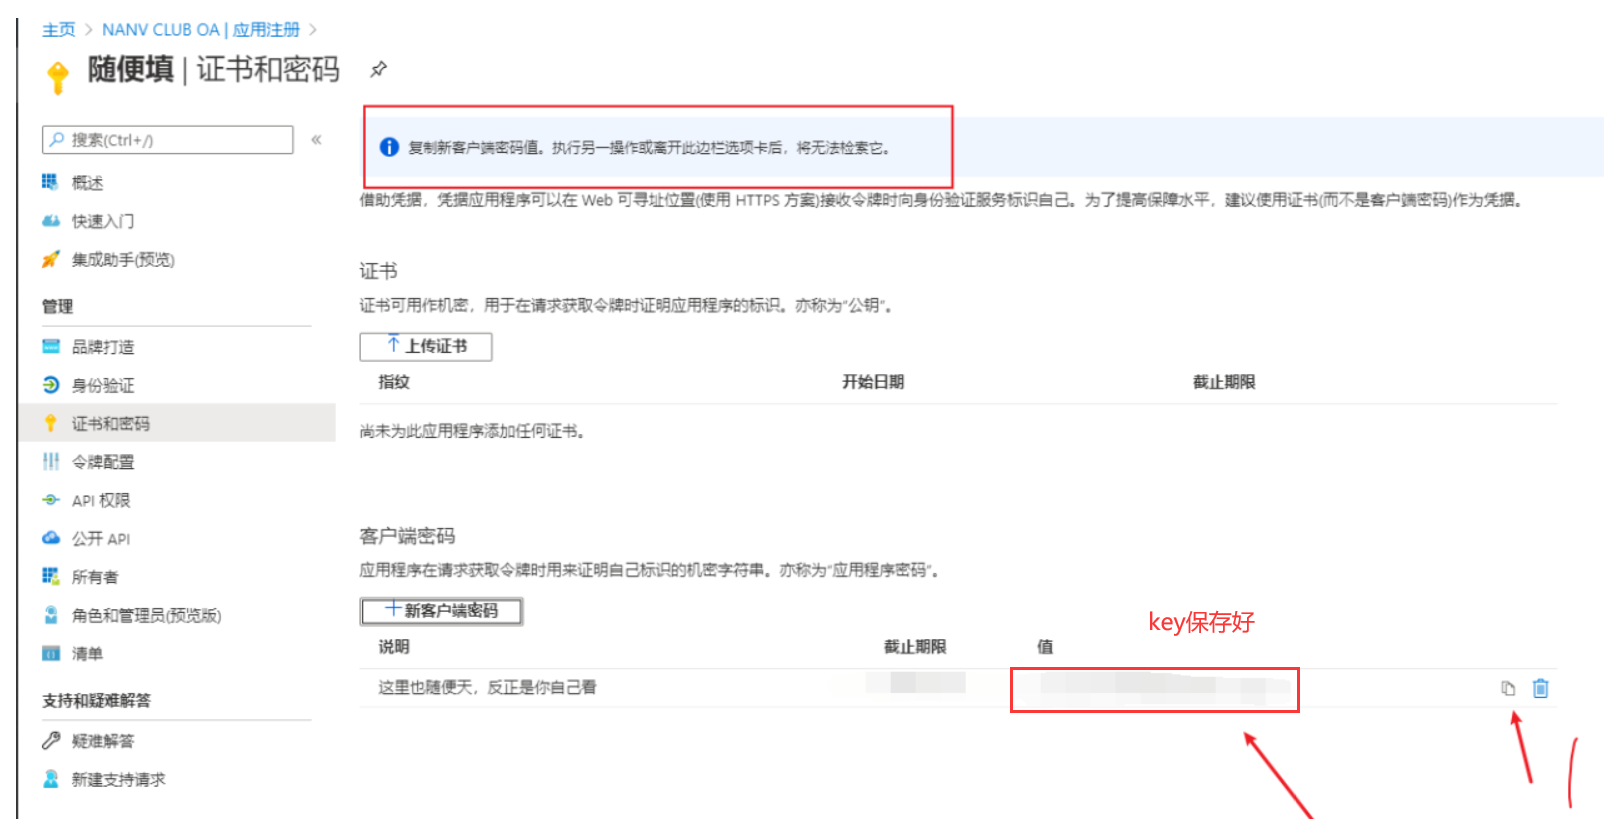 主页 > NANV CLUB OA | 应用注册 >
随便填 | 证书和密码
搜索(Ctrl+/)
«
概述
快速入门
集成助手(预览)
管理
品牌打造
身份验证
证书和密码
令牌配置
API 权限
公开 API
所有者
角色和管理员(预览版)
清单
支持和疑难解答
疑难解答
新建支持请求
复制新客户端密码值。执行另一操作或离开此边栏选项卡后，将无法检索它。
借助凭据，凭据应用程序可以在 Web 可寻址位置(使用 HTTPS 方案)接收令牌时向身份验证服务标识自己。为了提高保障水平，建议使用证书(而不是客户端密码)作为凭据。
证书
证书可用作机密，用于在请求获取令牌时证明应用程序的标识。亦称为"公钥"。
上传证书
指纹 开始日期 截止期限
尚未为此应用程序添加任何证书。
客户端密码
应用程序在请求获取令牌时用来证明自己标识的机密字符串。亦称为"应用程序密码"。
新客户端密码
key保存好
说明 截止期限 值
这里也随便天，反正是你自己看